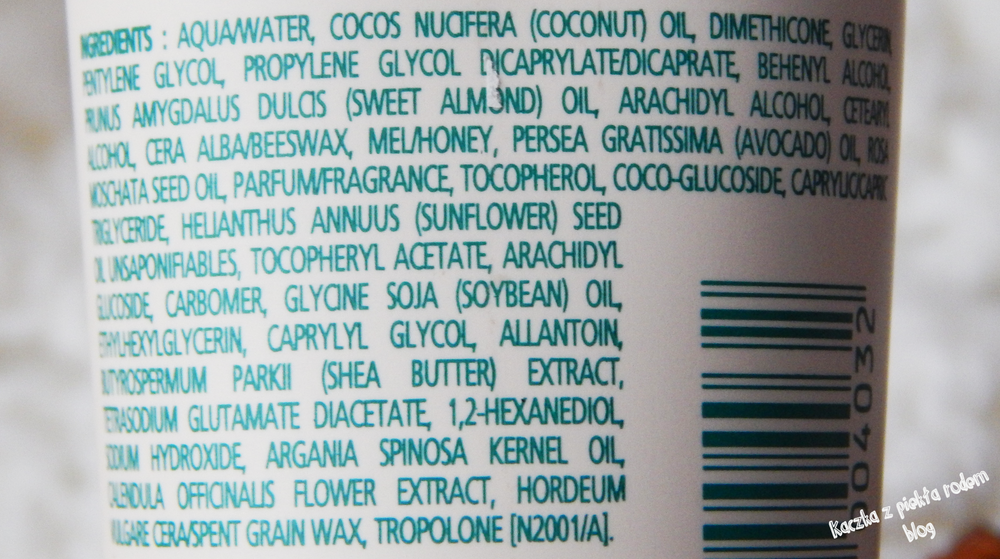 INGREDIENTS : AQUA/WATER, COCOS NUCIFERA (COCONUT) OIL, DIMETHICONE, GLYCERIN,
PENTYLENE GLYCOL, PROPYLENE GLYCOL DICAPRYLATE/DICAPRATE, BEHENYL ALCOHOL,
PRUNUS AMYGDALUS DULCIS (SWEET ALMOND) OIL, ARACHIDYL ALCOHOL, CETEARYL
ALCOHOL, CERA ALBA/BEESWAX, MEL/HONEY, PERSEA GRATISSIMA (AVOCADO) OIL, ROSA
MOSCHATA SEED OIL, PARFUM/FRAGRANCE, TOCOPHEROL, COCO-GLUCOSIDE, CAPRYLIC/CAPRIC
TRIGLYCERIDE, HELIANTHUS ANNUUS (SUNFLOWER) SEED
OIL UNSAPONIFIABLES, TOCOPHERYL ACETATE, ARACHIDYL
GLUCOSIDE, CARBOMER, GLYCINE SOJA (SOYBEAN) OIL,
ETHYLHEXYLGLYCERIN, CAPRYLYL GLYCOL, ALLANTOIN,
BUTYROSPERMUM PARKII (SHEA BUTTER) EXTRACT,
TETRASODIUM GLUTAMATE DIACETATE, 1,2-HEXANEDIOL,
SODIUM HYDROXIDE, ARGANIA SPINOSA KERNEL OIL,
CALENDULA OFFICINALIS FLOWER EXTRACT, HORDEUM
VULGARE CERA/SPENT GRAIN WAX, TROPOLONE [N2001/A].
04032
Kaczka z piekła rodem
blog